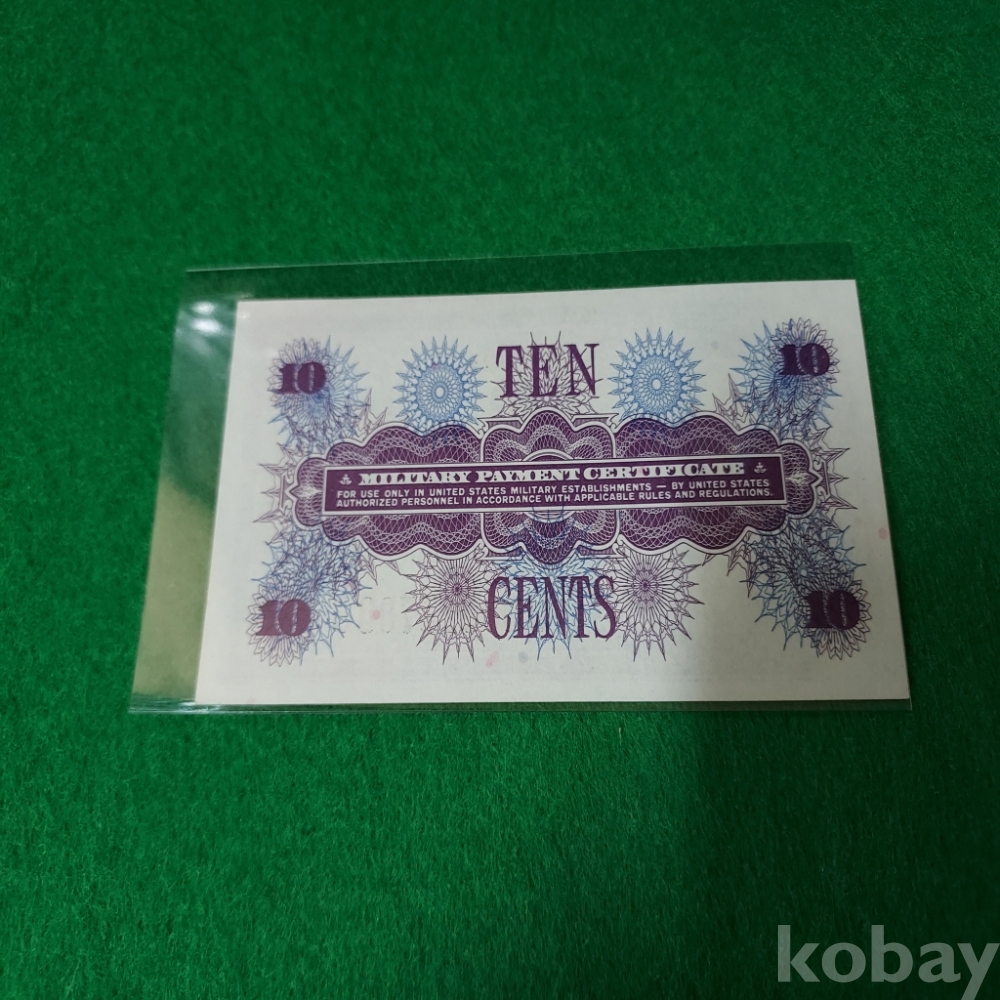 10 TEN 10
MILITARY PAYMENT CERTIFICATE
FOR USE ONLY IN UNITED STATES MILITARY ESTABLISHMENTS — BY UNITED STATES
AUTHORIZED PERSONNEL IN ACCORDANCE WITH APPLICABLE RULES AND REGULATIONS.
10 CENTS 10
kobay